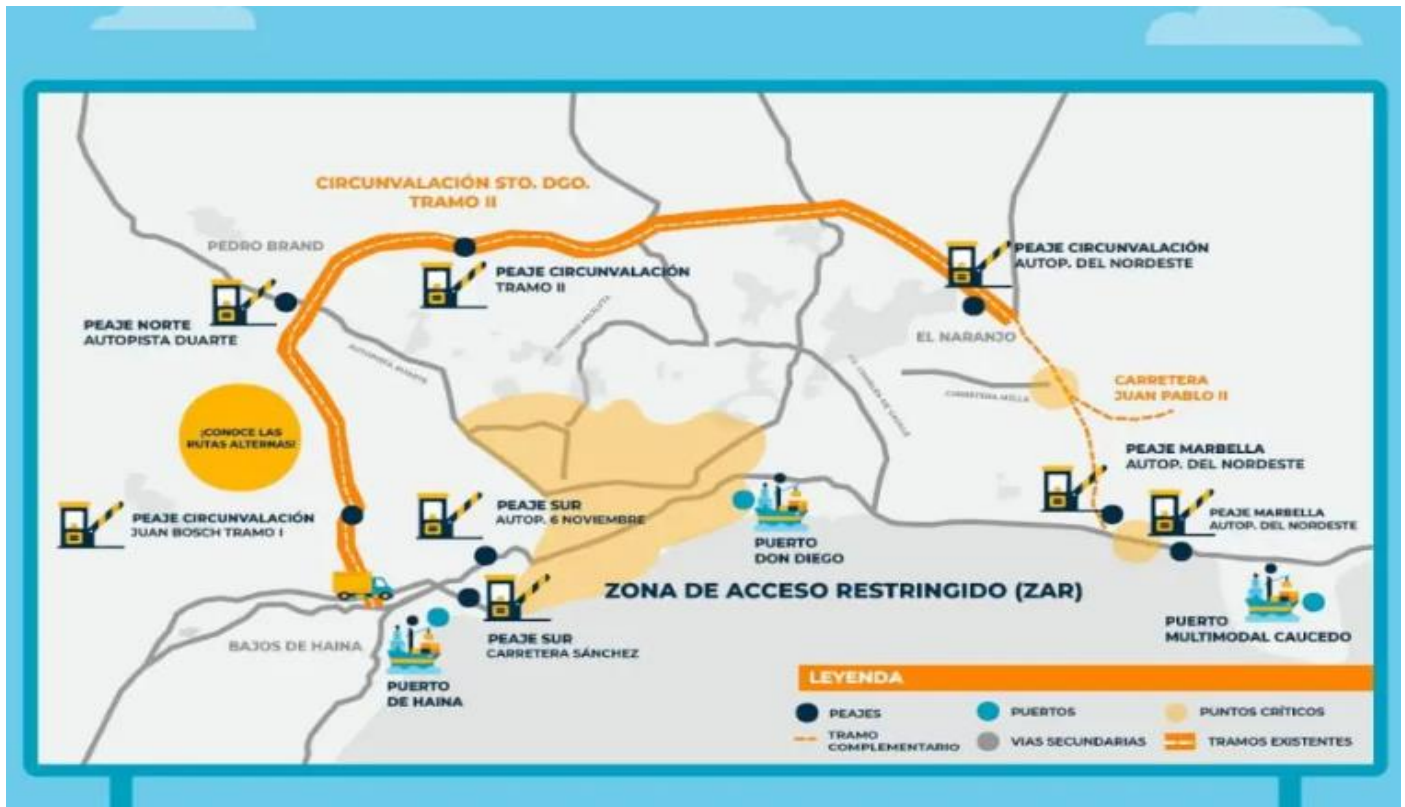 CIRCUNVALACIÓN STO. DGO.
TRAMO II
PEDRO BRAND
PEAJE CIRCUNVALACIÓN
AUTOP. DEL NORDESTE
PEAJE CIRCUNVALACIÓN
TRAMO II
PEAJE NORTE
AUTOPISTA DUARTE
EL NARANJO
AUTOPISTA DUARTE
CARRETERA MELLA
CARRETERA
JUAN PABLO II
¡CONOCE LAS
RUTAS ALTERNAS!
PEAJE MARBELLA
AUTOP. DEL NORDESTE
PEAJE CIRCUNVALACIÓN
JUAN BOSCH TRAMO I
PEAJE SUR
AUTOP. 6 NOVIEMBRE
PEAJE MARBELLA
AUTOP. DEL NORDESTE
PUERTO
DON DIEGO
ZONA DE ACCESO RESTRINGIDO (ZAR)
PUERTO
MULTIMODAL CAUCEDO
BAJOS DE HAINA
PEAJE SUR
CARRETERA SÁNCHEZ
PUERTO
DE HAINA
LEYENDA
PEAJES
PUERTOS
PUNTOS CRÍTICOS
TRAMO
COMPLEMENTARIO
VIAS SECUNDARIAS
TRAMOS EXISTENTES